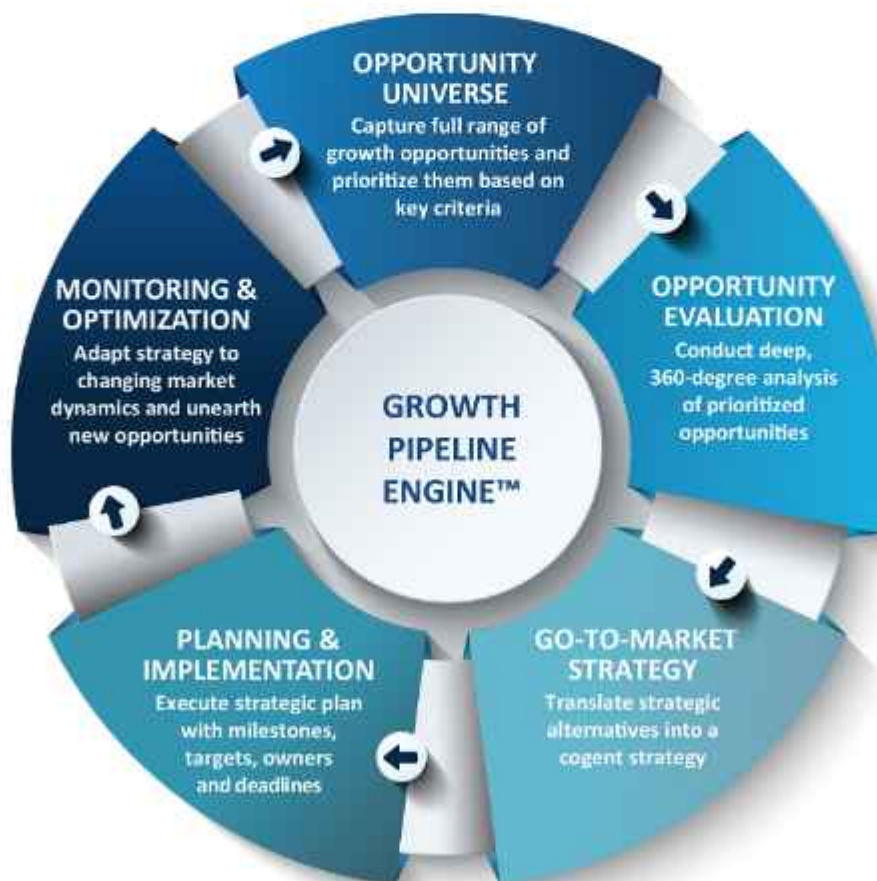 OPPORTUNITY
UNIVERSE
Capture full range of
growth opportunities and
prioritize them based on
key criteria
OPPORTUNITY
EVALUATION
Conduct deep,
360-degree analysis
of prioritized
opportunities
GO-TO-MARKET
STRATEGY
Translate strategic
alternatives into a
cogent strategy
PLANNING &
IMPLEMENTATION
Execute strategic plan
with milestones,
targets, owners
and deadlines
MONITORING &
OPTIMIZATION
Adapt strategy to
changing market
dynamics and unearth
new opportunities
GROWTH
PIPELINE
ENGINE™